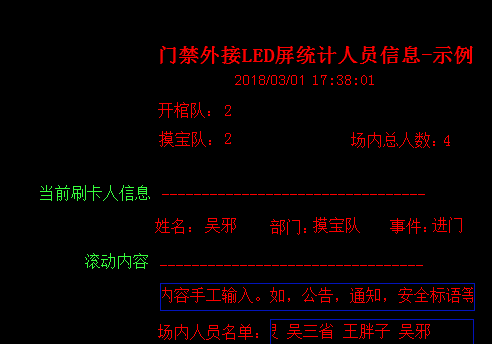 门禁外接LED屏统计人员信息-示例
2018/03/01 17:38:01
开棺队：2
摸宝队：2 场内总人数：4
当前刷卡人信息 ----------------------------------------
姓名：吴邪 部门：摸宝队 事件：进门
滚动内容 ----------------------------------------
内容手工输入。如，公告，通知，安全标语等
场内人员名单： 吴三省 王胖子 吴邪